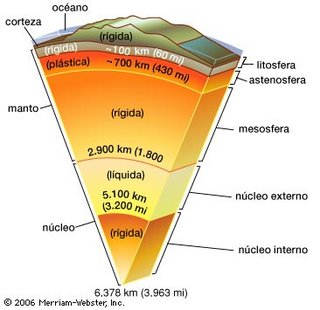 océano
corteza
(rígida)
(rígida) ~100 km (60 mi)
(plástica) ~700 km (430 mi)
litosfera
astenosfera
manto
(rígida)
mesosfera
2.900 km (1.800
(líquida)
5.100 km
(3.200 mi
núcleo externo
núcleo
(rígida)
núcleo interno
6,378 km (3.963 mi)
© 2006 Merriam-Webster, Inc.